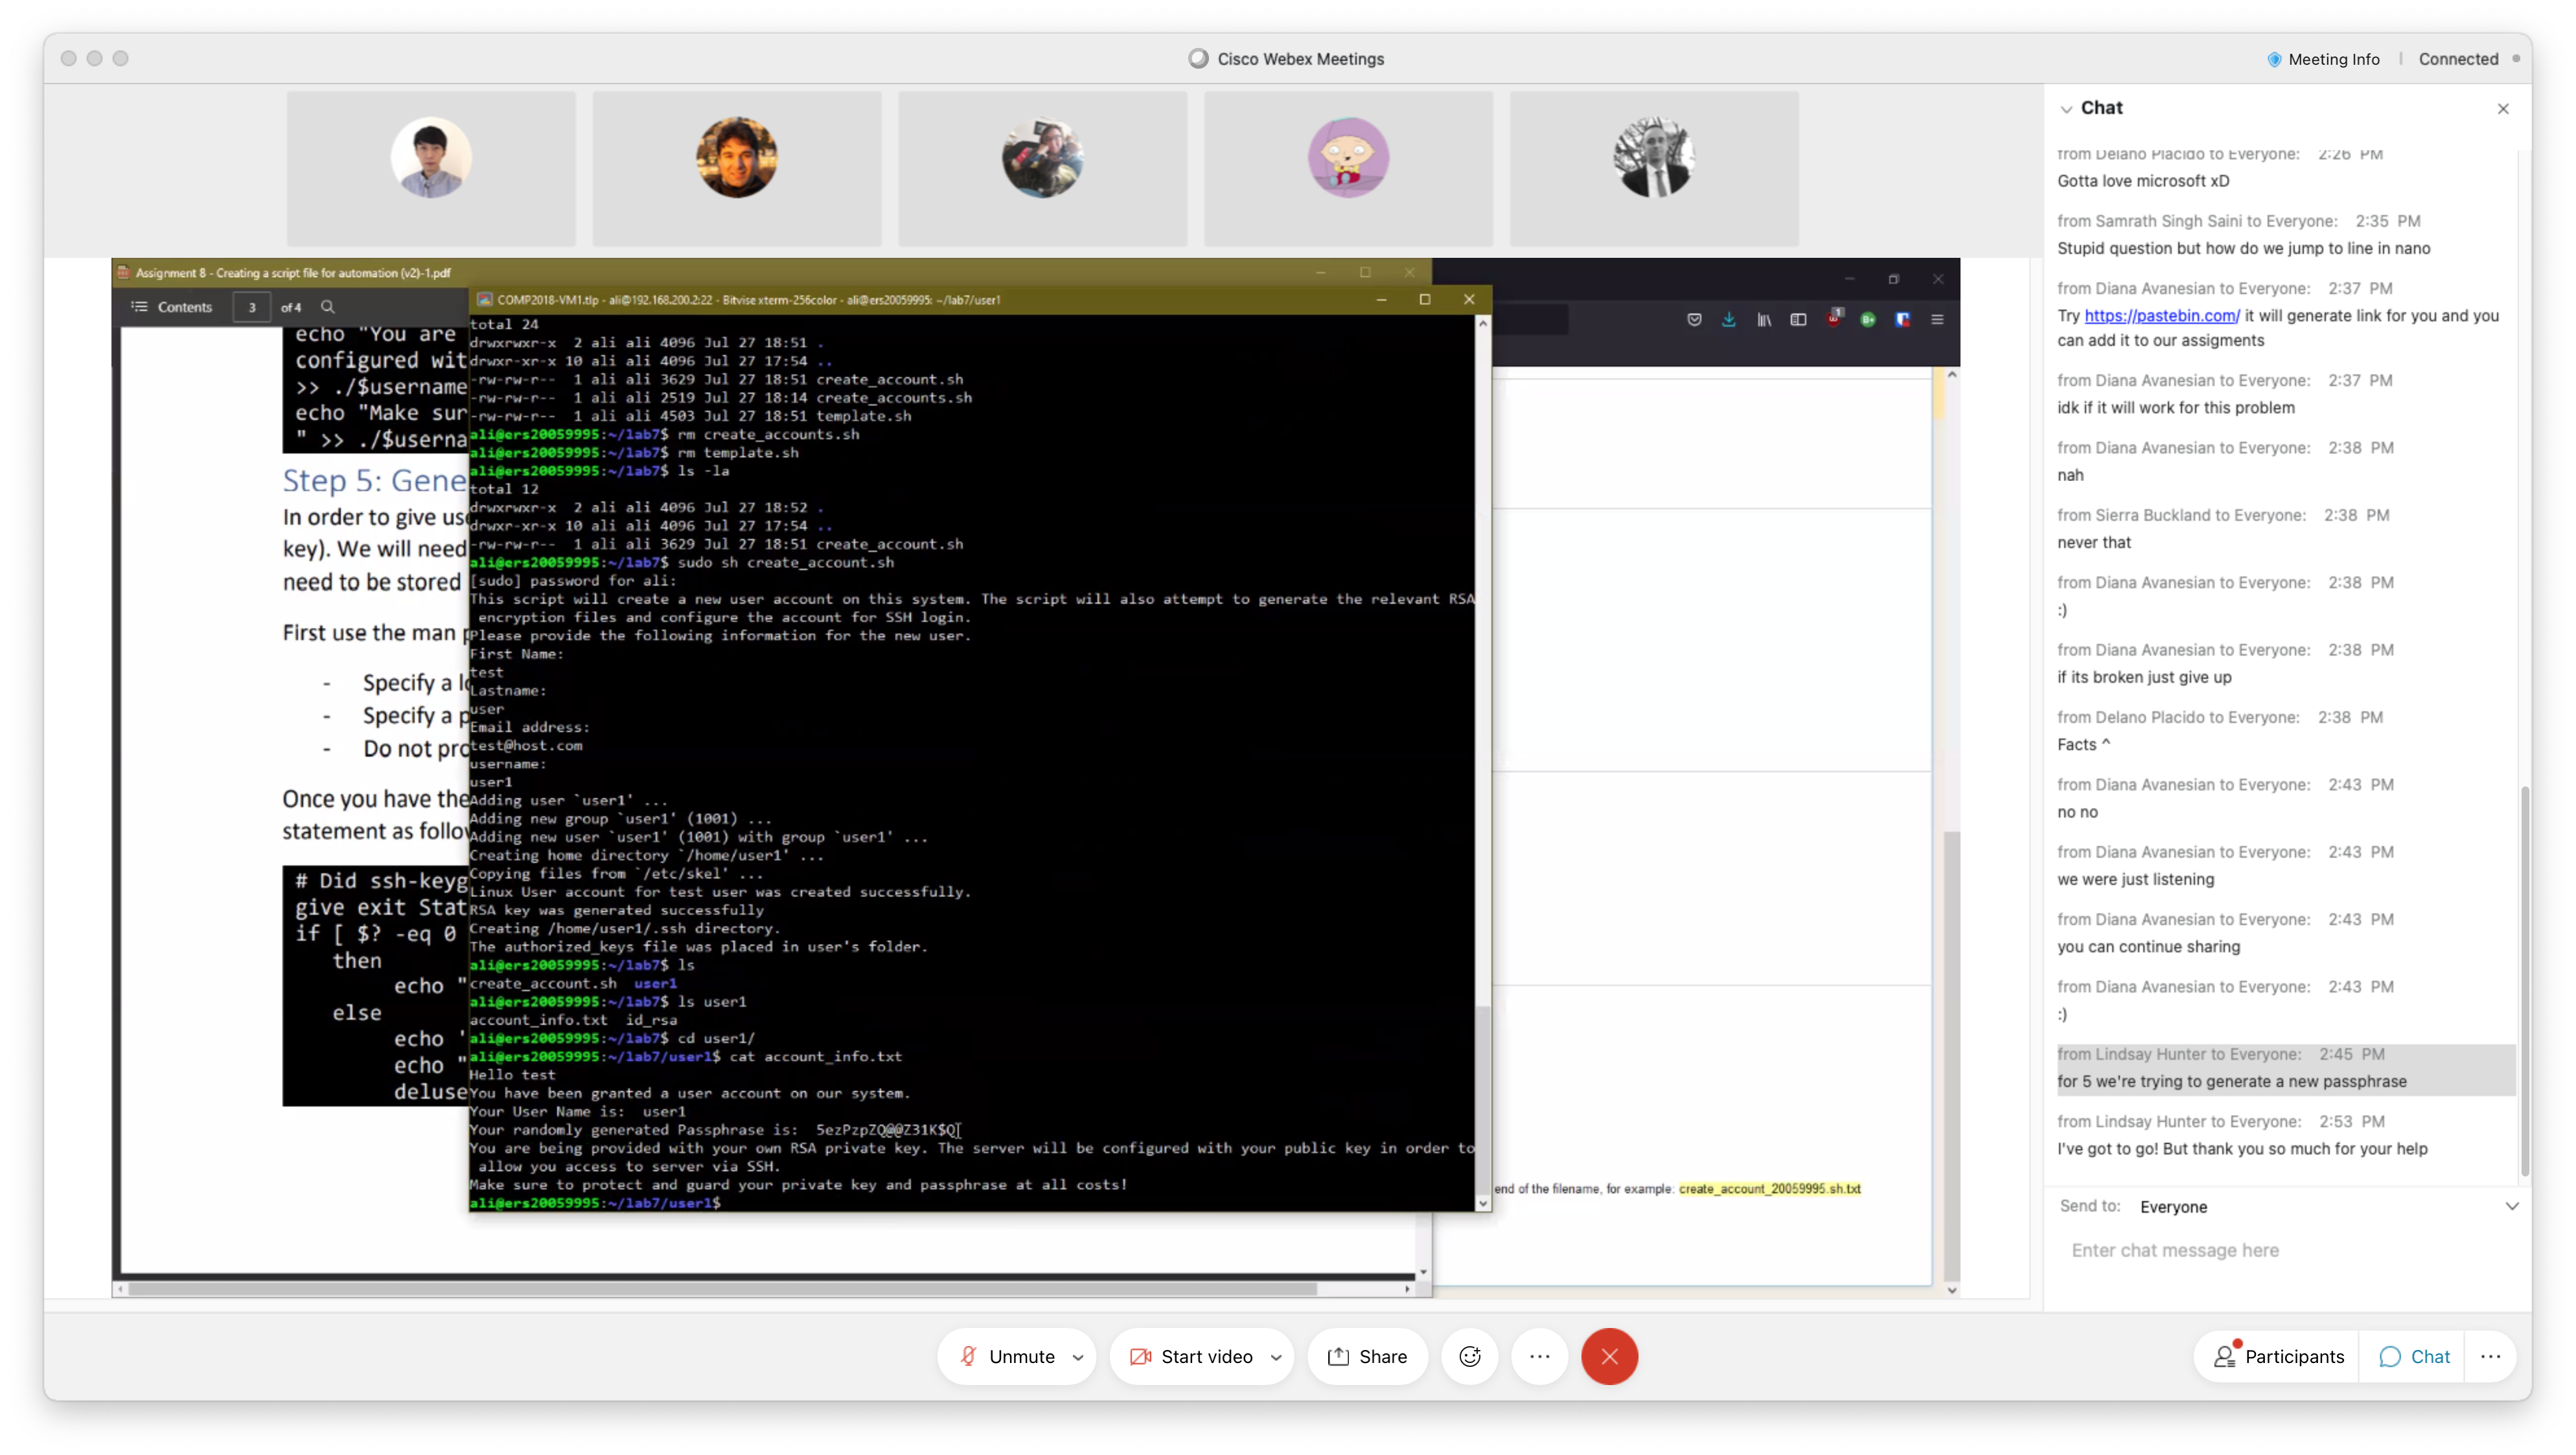 Cisco Webex Meetings
Meeting Info
Connected
Assignment 8 - Creating a script file for automation (v2)-1.pdf
Contents
3
of 4
echo "You are
configured wit
>> ./$username
echo "Make sur
" >> ./$userna
Step 5: Gene
In order to give use
key). We will need
need to be stored
First use the man p
- Specify a lo
- Specify a p
- Do not pro
Once you have the
statement as follow
# Did ssh-keyg
give exit Stat
if [ $? -eq 0
then
echo "
else
echo '
echo "
deluse
COMP2018-VM1.tlp - ali@192.168.200.2:22 - Bitvise xterm-256color - ali@ers20059995: ~/lab7/user1
total 24
drwxrwxr-x 2 ali ali 4096 Jul 27 18:51 .
drwxr-xr-x 10 ali ali 4096 Jul 27 17:54 ..
-rw-rw-r-- 1 ali ali 3629 Jul 27 18:51 create_account.sh
-rw-rw-r-- 1 ali ali 2519 Jul 27 18:14 create_accounts.sh
-rw-rw-r-- 1 ali ali 4503 Jul 27 18:51 template.sh
ali@ers20059995:~/lab7$ rm create_accounts.sh
ali@ers20059995:~/lab7$ rm template.sh
ali@ers20059995:~/lab7$ ls -la
total 12
drwxrwxr-x 2 ali ali 4096 Jul 27 18:52 .
drwxr-xr-x 10 ali ali 4096 Jul 27 17:54 ..
-rw-rw-r-- 1 ali ali 3629 Jul 27 18:51 create_account.sh
ali@ers20059995:~/lab7$ sudo sh create_account.sh
[sudo] password for ali:
This script will create a new user account on this system. The script will also attempt to generate the relevant RSA
encryption files and configure the account for SSH login.
Please provide the following information for the new user.
First Name:
test
Lastname:
user
Email address:
test@host.com
username:
user1
Adding user `user1' ...
Adding new group `user1' (1001) ...
Adding new user `user1' (1001) with group `user1' ...
Creating home directory `/home/user1' ...
Copying files from `/etc/skel' ...
Linux User account for test user was created successfully.
RSA key was generated successfully
Creating /home/user1/.ssh directory.
The authorized_keys file was placed in user's folder.
ali@ers20059995:~/lab7$ ls
create_account.sh user1
ali@ers20059995:~/lab7$ ls user1
account_info.txt id_rsa
ali@ers20059995:~/lab7$ cd user1/
ali@ers20059995:~/lab7/user1$ cat account_info.txt
Hello test
You have been granted a user account on our system.
Your User Name is: user1
Your randomly generated Passphrase is: 5ezPzpZQ@@Z31K$Q
You are being provided with your own RSA private key. The server will be configured with your public key in order to
allow you access to server via SSH.
Make sure to protect and guard your private key and passphrase at all costs!
ali@ers20059995:~/lab7/user1$
1
end of the filename, for example: create_account_20059995.sh.txt
Chat
from Delano Placido to Everyone: 2:26 PM
Gotta love microsoft xD
from Samrath Singh Saini to Everyone: 2:35 PM
Stupid question but how do we jump to line in nano
from Diana Avanesian to Everyone: 2:37 PM
Try https://pastebin.com/ it will generate link for you and you
can add it to our assigments
from Diana Avanesian to Everyone: 2:37 PM
idk if it will work for this problem
from Diana Avanesian to Everyone: 2:38 PM
nah
from Sierra Buckland to Everyone: 2:38 PM
never that
from Diana Avanesian to Everyone: 2:38 PM
:)
from Diana Avanesian to Everyone: 2:38 PM
if its broken just give up
from Delano Placido to Everyone: 2:38 PM
Facts ^
from Diana Avanesian to Everyone: 2:43 PM
no no
from Diana Avanesian to Everyone: 2:43 PM
we were just listening
from Diana Avanesian to Everyone: 2:43 PM
you can continue sharing
from Diana Avanesian to Everyone: 2:43 PM
:)
from Lindsay Hunter to Everyone: 2:45 PM
for 5 we're trying to generate a new passphrase
from Lindsay Hunter to Everyone: 2:53 PM
I've got to go! But thank you so much for your help
Send to: Everyone
Enter chat message here
Unmute
Start video
Share
Participants
Chat